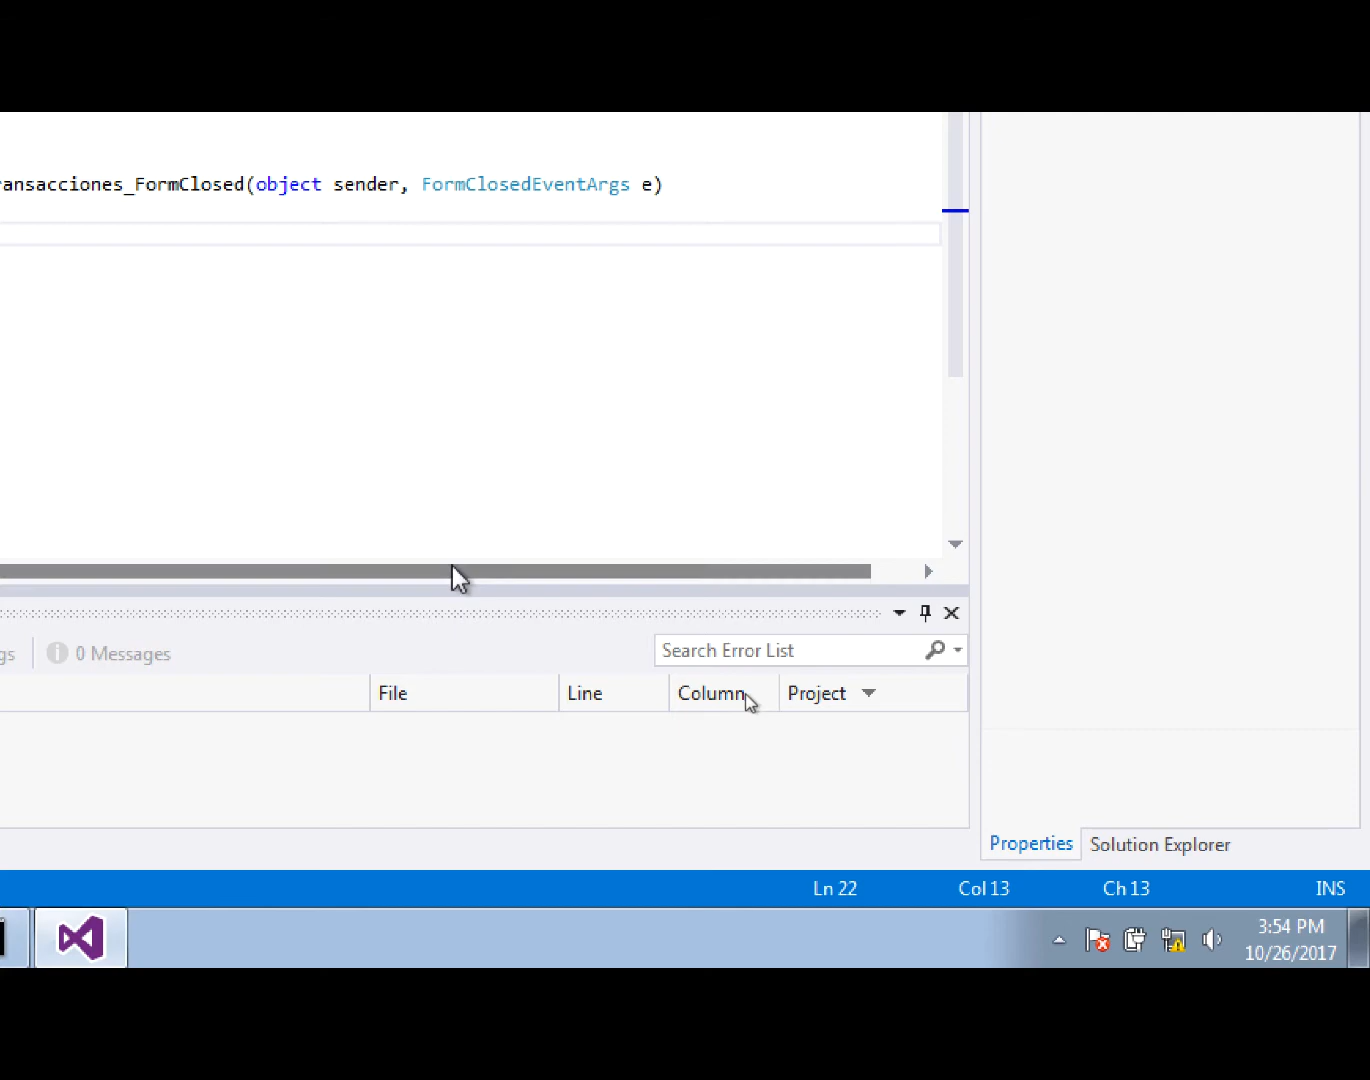 ansacciones_FormClosed(object sender, FormClosedEventArgs e)
gs
0 Messages
Search Error List
File
Line
Column
Project
Properties
Solution Explorer
Ln 22
Col 13
Ch 13
INS
3:54 PM
10/26/2017